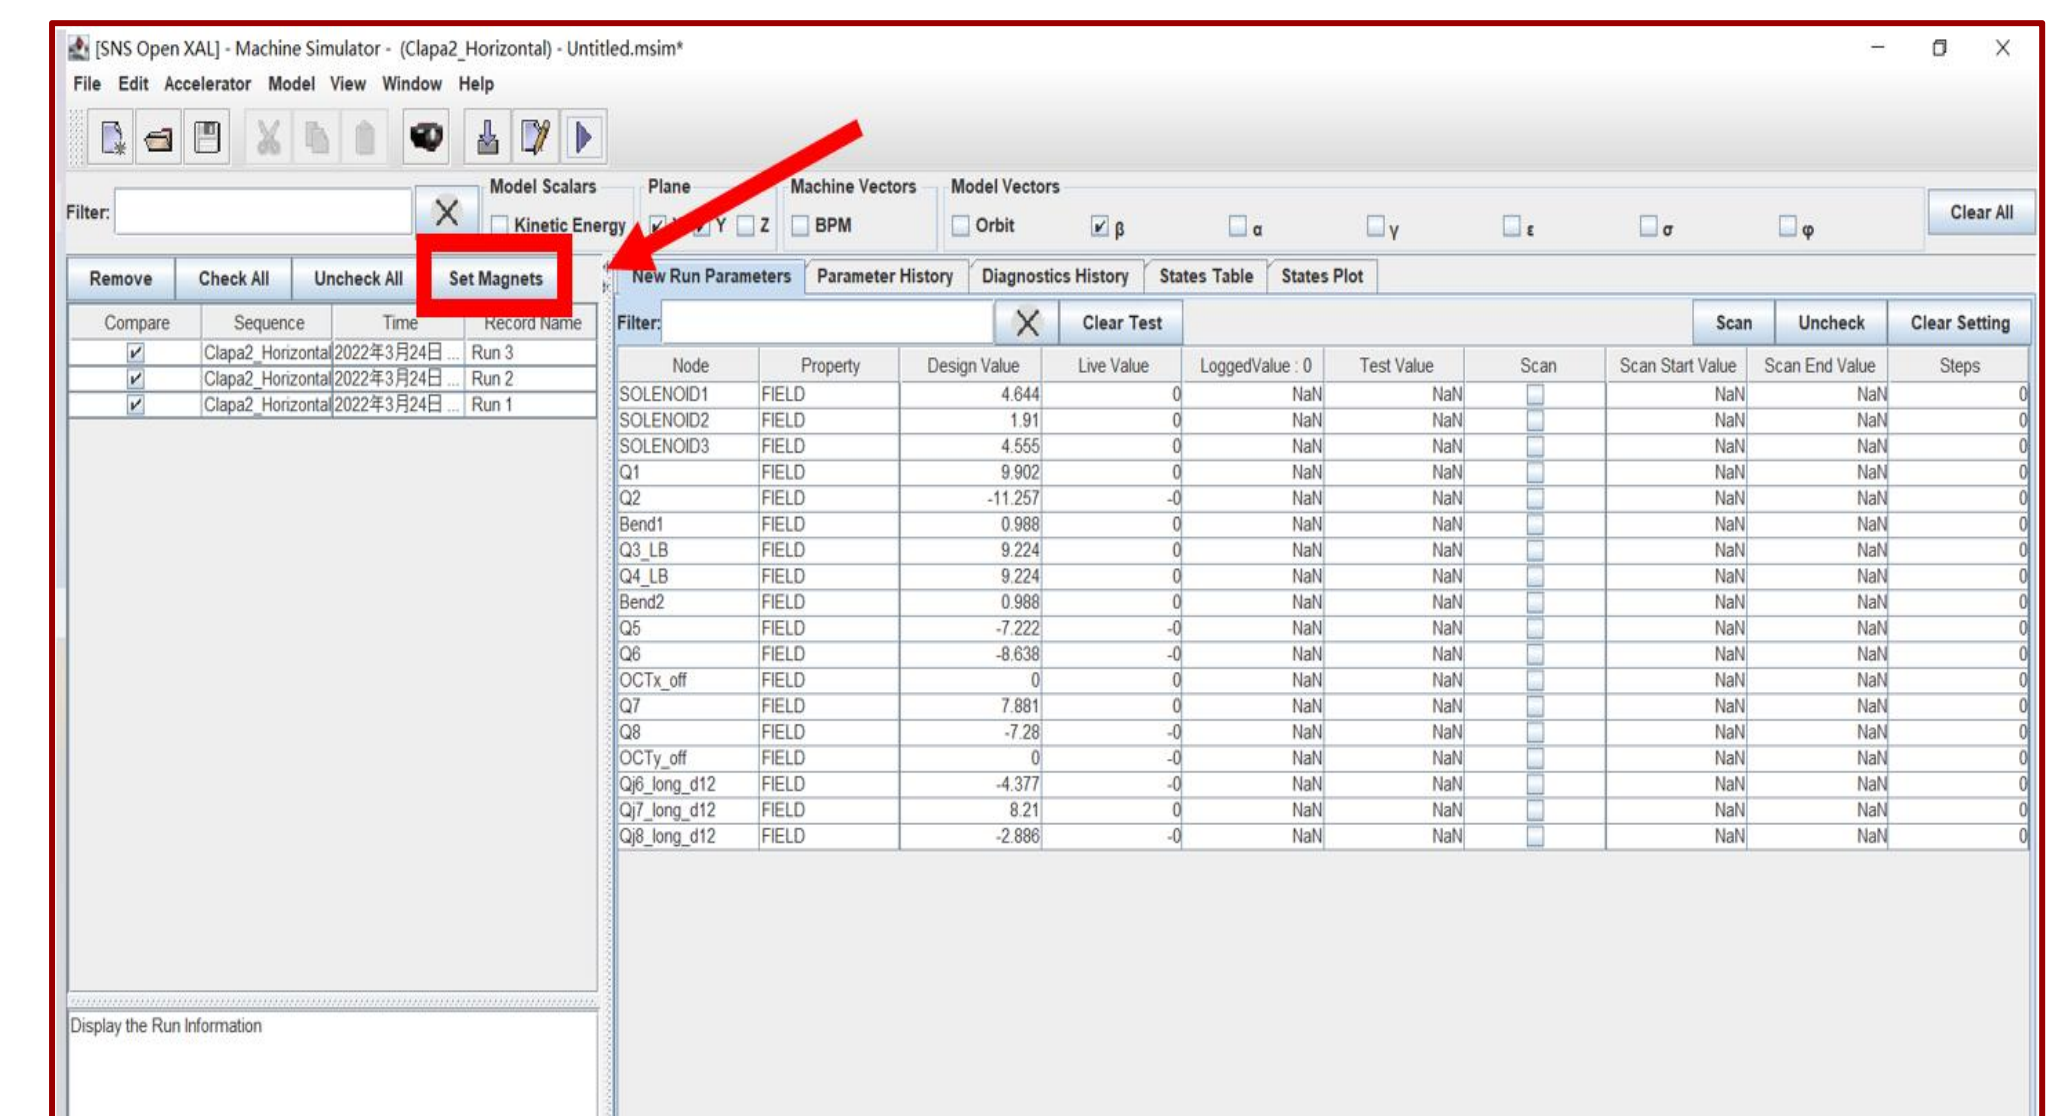 [SNS Open XAL] - Machine Simulator - (Clapa2_Horizontal) - Untitled.msim*
File Edit Accelerator Model View Window Help
Model Scalars Plane Machine Vectors Model Vectors
Filter: Kinetic Energy Y Z BPM Orbit β α γ ε σ φ Clear All
Remove Check All Uncheck All Set Magnets New Run Parameters Parameter History Diagnostics History States Table States Plot
Compare Sequence Time Record Name
Clapa2_Horizontal 2022年3月24日 ... Run 3
Clapa2_Horizontal 2022年3月24日 ... Run 2
Clapa2_Horizontal 2022年3月24日 ... Run 1
Filter: Clear Test Scan Uncheck Clear Setting
Node Property Design Value Live Value LoggedValue : 0 Test Value Scan Scan Start Value Scan End Value Steps
SOLENOID1 FIELD 4.644 0 NaN NaN NaN NaN 0
SOLENOID2 FIELD 1.91 0 NaN NaN NaN NaN 0
SOLENOID3 FIELD 4.555 0 NaN NaN NaN NaN 0
Q1 FIELD 9.902 0 NaN NaN NaN NaN 0
Q2 FIELD -11.257 -0 NaN NaN NaN NaN 0
Bend1 FIELD 0.988 0 NaN NaN NaN NaN 0
Q3_LB FIELD 9.224 0 NaN NaN NaN NaN 0
Q4_LB FIELD 9.224 0 NaN NaN NaN NaN 0
Bend2 FIELD 0.988 0 NaN NaN NaN NaN 0
Q5 FIELD -7.222 -0 NaN NaN NaN NaN 0
Q6 FIELD -8.638 -0 NaN NaN NaN NaN 0
OCTx_off FIELD 0 0 NaN NaN NaN NaN 0
Q7 FIELD 7.881 0 NaN NaN NaN NaN 0
Q8 FIELD -7.28 -0 NaN NaN NaN NaN 0
OCTy_off FIELD 0 -0 NaN NaN NaN NaN 0
Qj6_long_d12 FIELD -4.377 -0 NaN NaN NaN NaN 0
Qj7_long_d12 FIELD 8.21 0 NaN NaN NaN NaN 0
Qj8_long_d12 FIELD -2.886 -0 NaN NaN NaN NaN 0
Display the Run Information